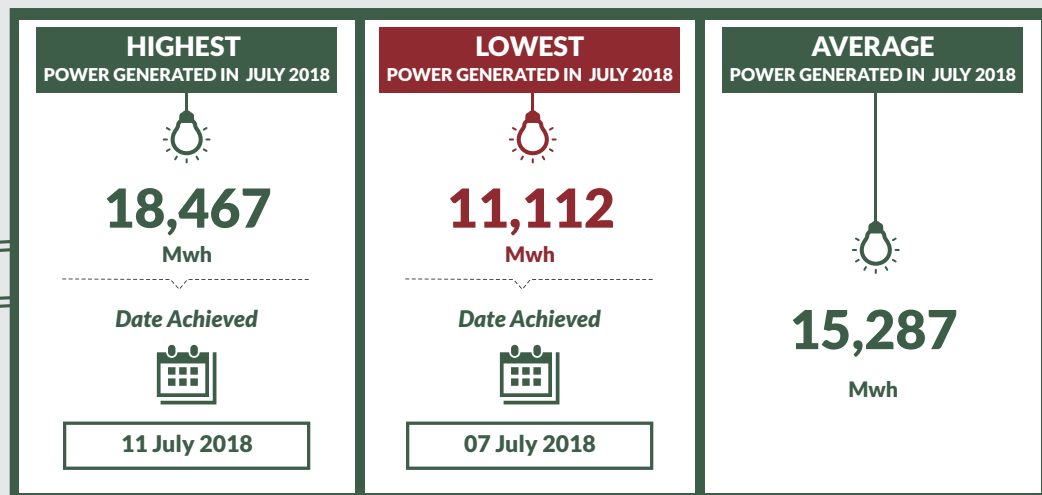 HIGHEST
POWER GENERATED IN JULY 2018
18,467
Mwh
Date Achieved
11 July 2018
LOWEST
POWER GENERATED IN JULY 2018
11,112
Mwh
Date Achieved
07 July 2018
AVERAGE
POWER GENERATED IN JULY 2018
15,287
Mwh